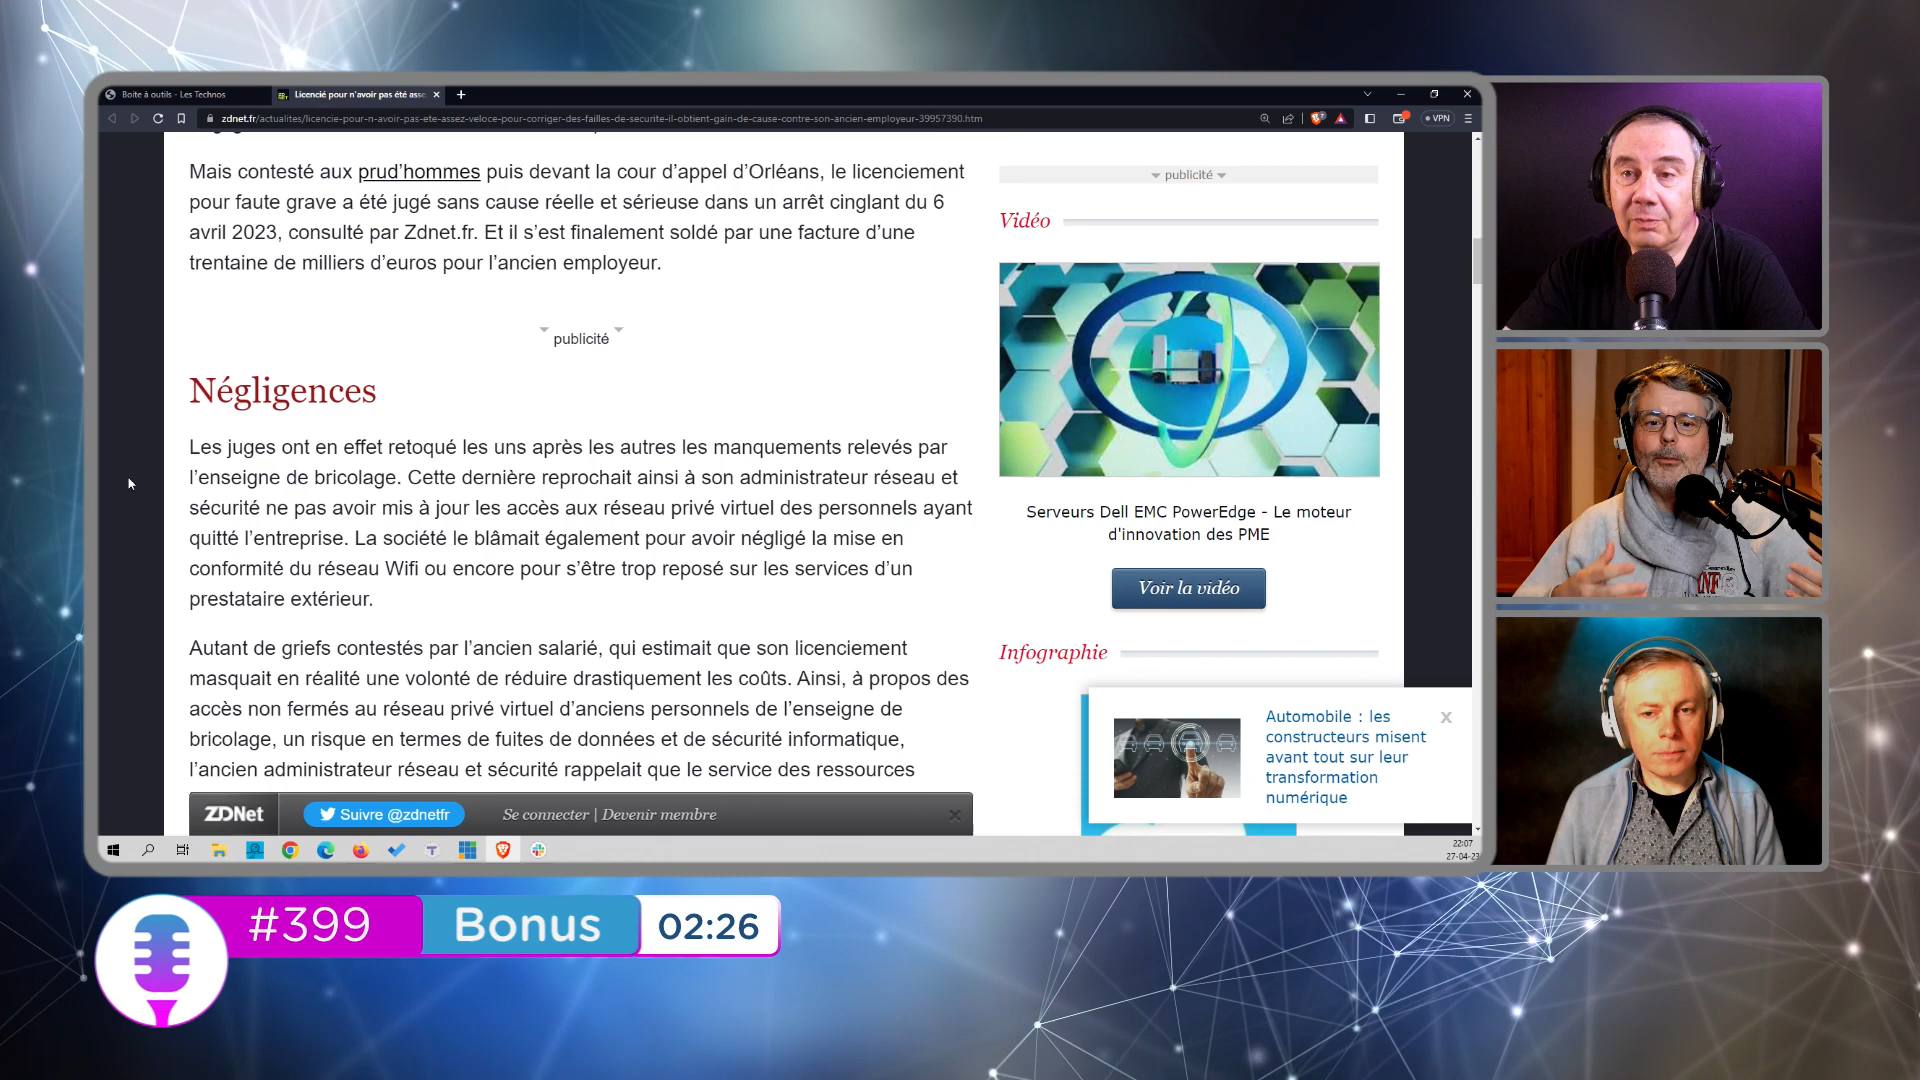 Boite à outils - Les Technos
Licencié pour n'avoir pas été asse
zdnet.fr/actualites/licencie-pour-n-avoir-pas-ete-assez-veloce-pour-corriger-des-failles-de-securite-il-obtient-gain-de-cause-contre-son-ancien-employeur-39957390.htm
VPN
Mais contesté aux prud’hommes puis devant la cour d’appel d’Orléans, le licenciement
pour faute grave a été jugé sans cause réelle et sérieuse dans un arrêt cinglant du 6
avril 2023, consulté par Zdnet.fr. Et il s’est finalement soldé par une facture d’une
trentaine de milliers d’euros pour l’ancien employeur.
publicité
Négligences
Les juges ont en effet retoqué les uns après les autres les manquements relevés par
l’enseigne de bricolage. Cette dernière reprochait ainsi à son administrateur réseau et
sécurité ne pas avoir mis à jour les accès aux réseau privé virtuel des personnels ayant
quitté l’entreprise. La société le blâmait également pour avoir négligé la mise en
conformité du réseau Wifi ou encore pour s’être trop reposé sur les services d’un
prestataire extérieur.
Autant de griefs contestés par l’ancien salarié, qui estimait que son licenciement
masquait en réalité une volonté de réduire drastiquement les coûts. Ainsi, à propos des
accès non fermés au réseau privé virtuel d’anciens personnels de l’enseigne de
bricolage, un risque en termes de fuites de données et de sécurité informatique,
l’ancien administrateur réseau et sécurité rappelait que le service des ressources
ZDNet
Suivre @zdnetfr
Se connecter | Devenir membre
publicité
Vidéo
Serveurs Dell EMC PowerEdge - Le moteur
d'innovation des PME
Voir la vidéo
Infographie
Automobile : les
constructeurs misent
avant tout sur leur
transformation
numérique
x
22:07
27-04-23
#399
Bonus
02:26